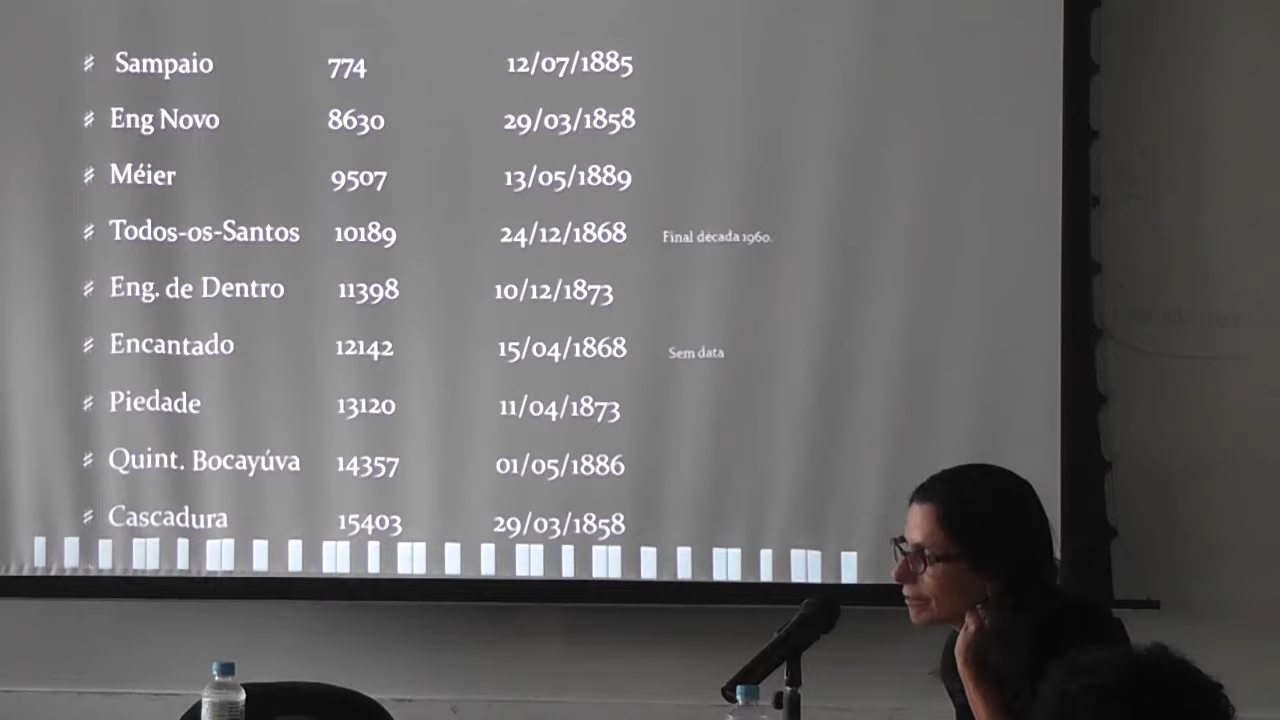 Sampaio 774 12/07/1885
Eng Novo 8630 29/03/1858
Méier 9507 13/05/1889
Todos-os-Santos 10189 24/12/1868 Final década 1960.
Eng. de Dentro 11398 10/12/1873
Encantado 12142 15/04/1868 Sem data
Piedade 13120 11/04/1873
Quint. Bocayúva 14357 01/05/1886
Cascadura 15403 29/03/1858